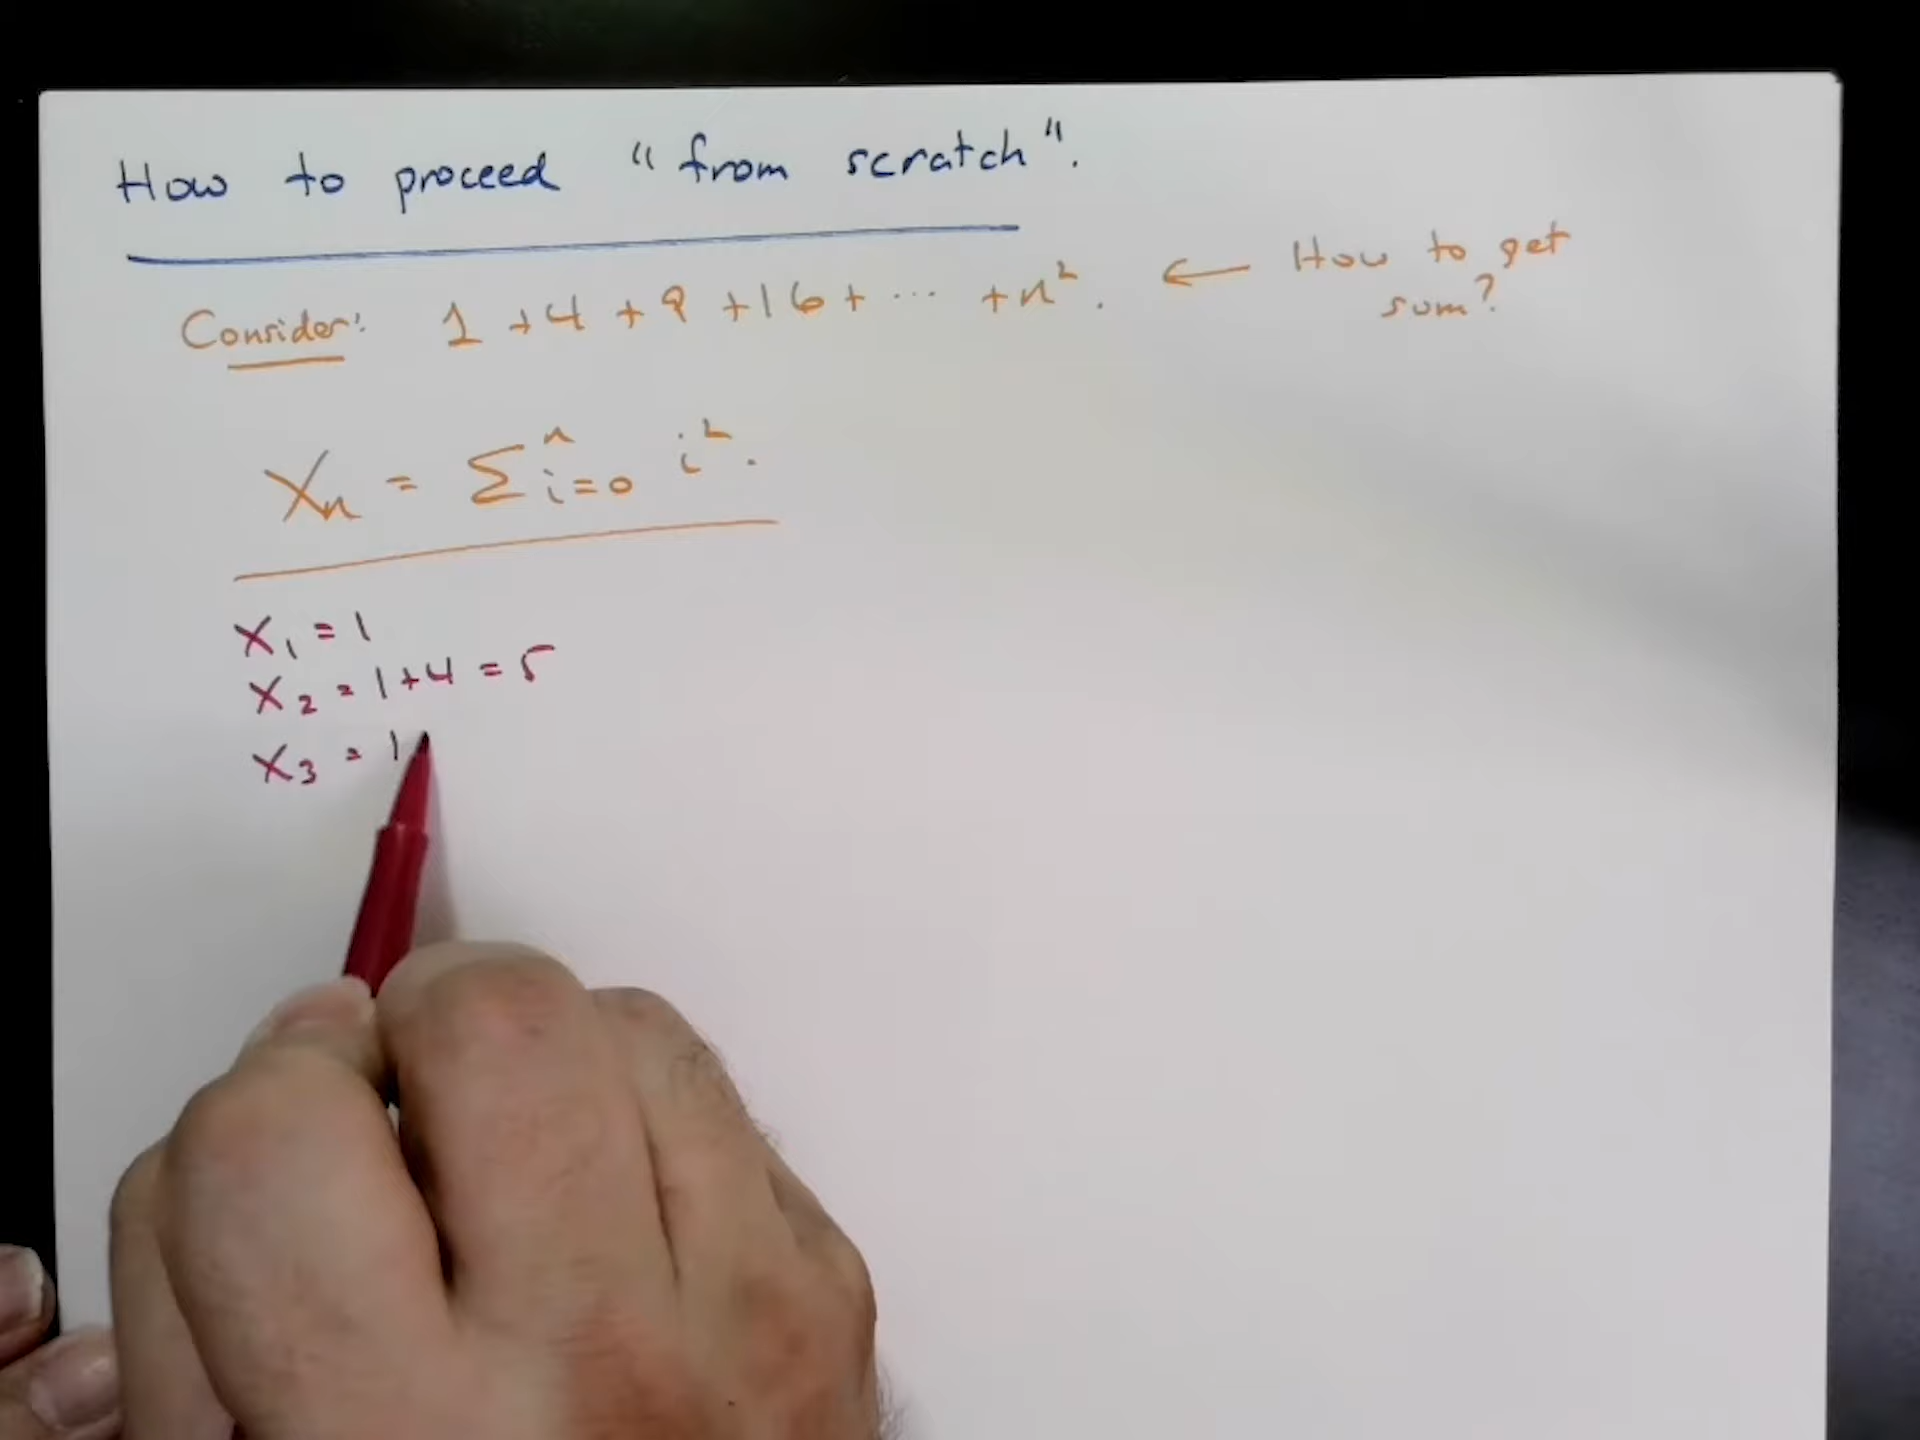 How to proceed "from scratch".
Consider: 1 + 4 + 9 + 16 + ... + n². ← How to get
sum?
Xn = Σ i=0 ^n i².
X₁ = 1
X₂ = 1+4 = 5
X₃ = 1